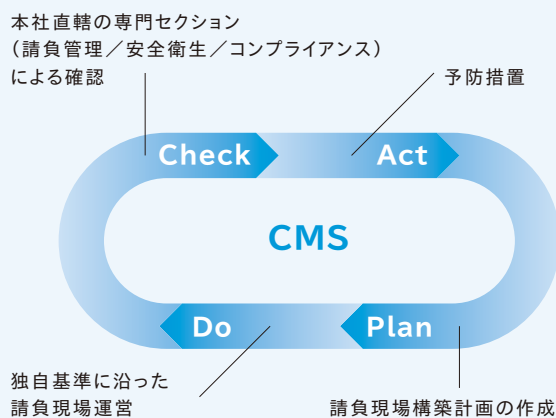 本社直轄の専門セクション
（請負管理／安全衛生／コンプライアンス）
による確認
予防措置
Check
Act
CMS
Do
Plan
独自基準に沿った
請負現場運営
請負現場構築計画の作成